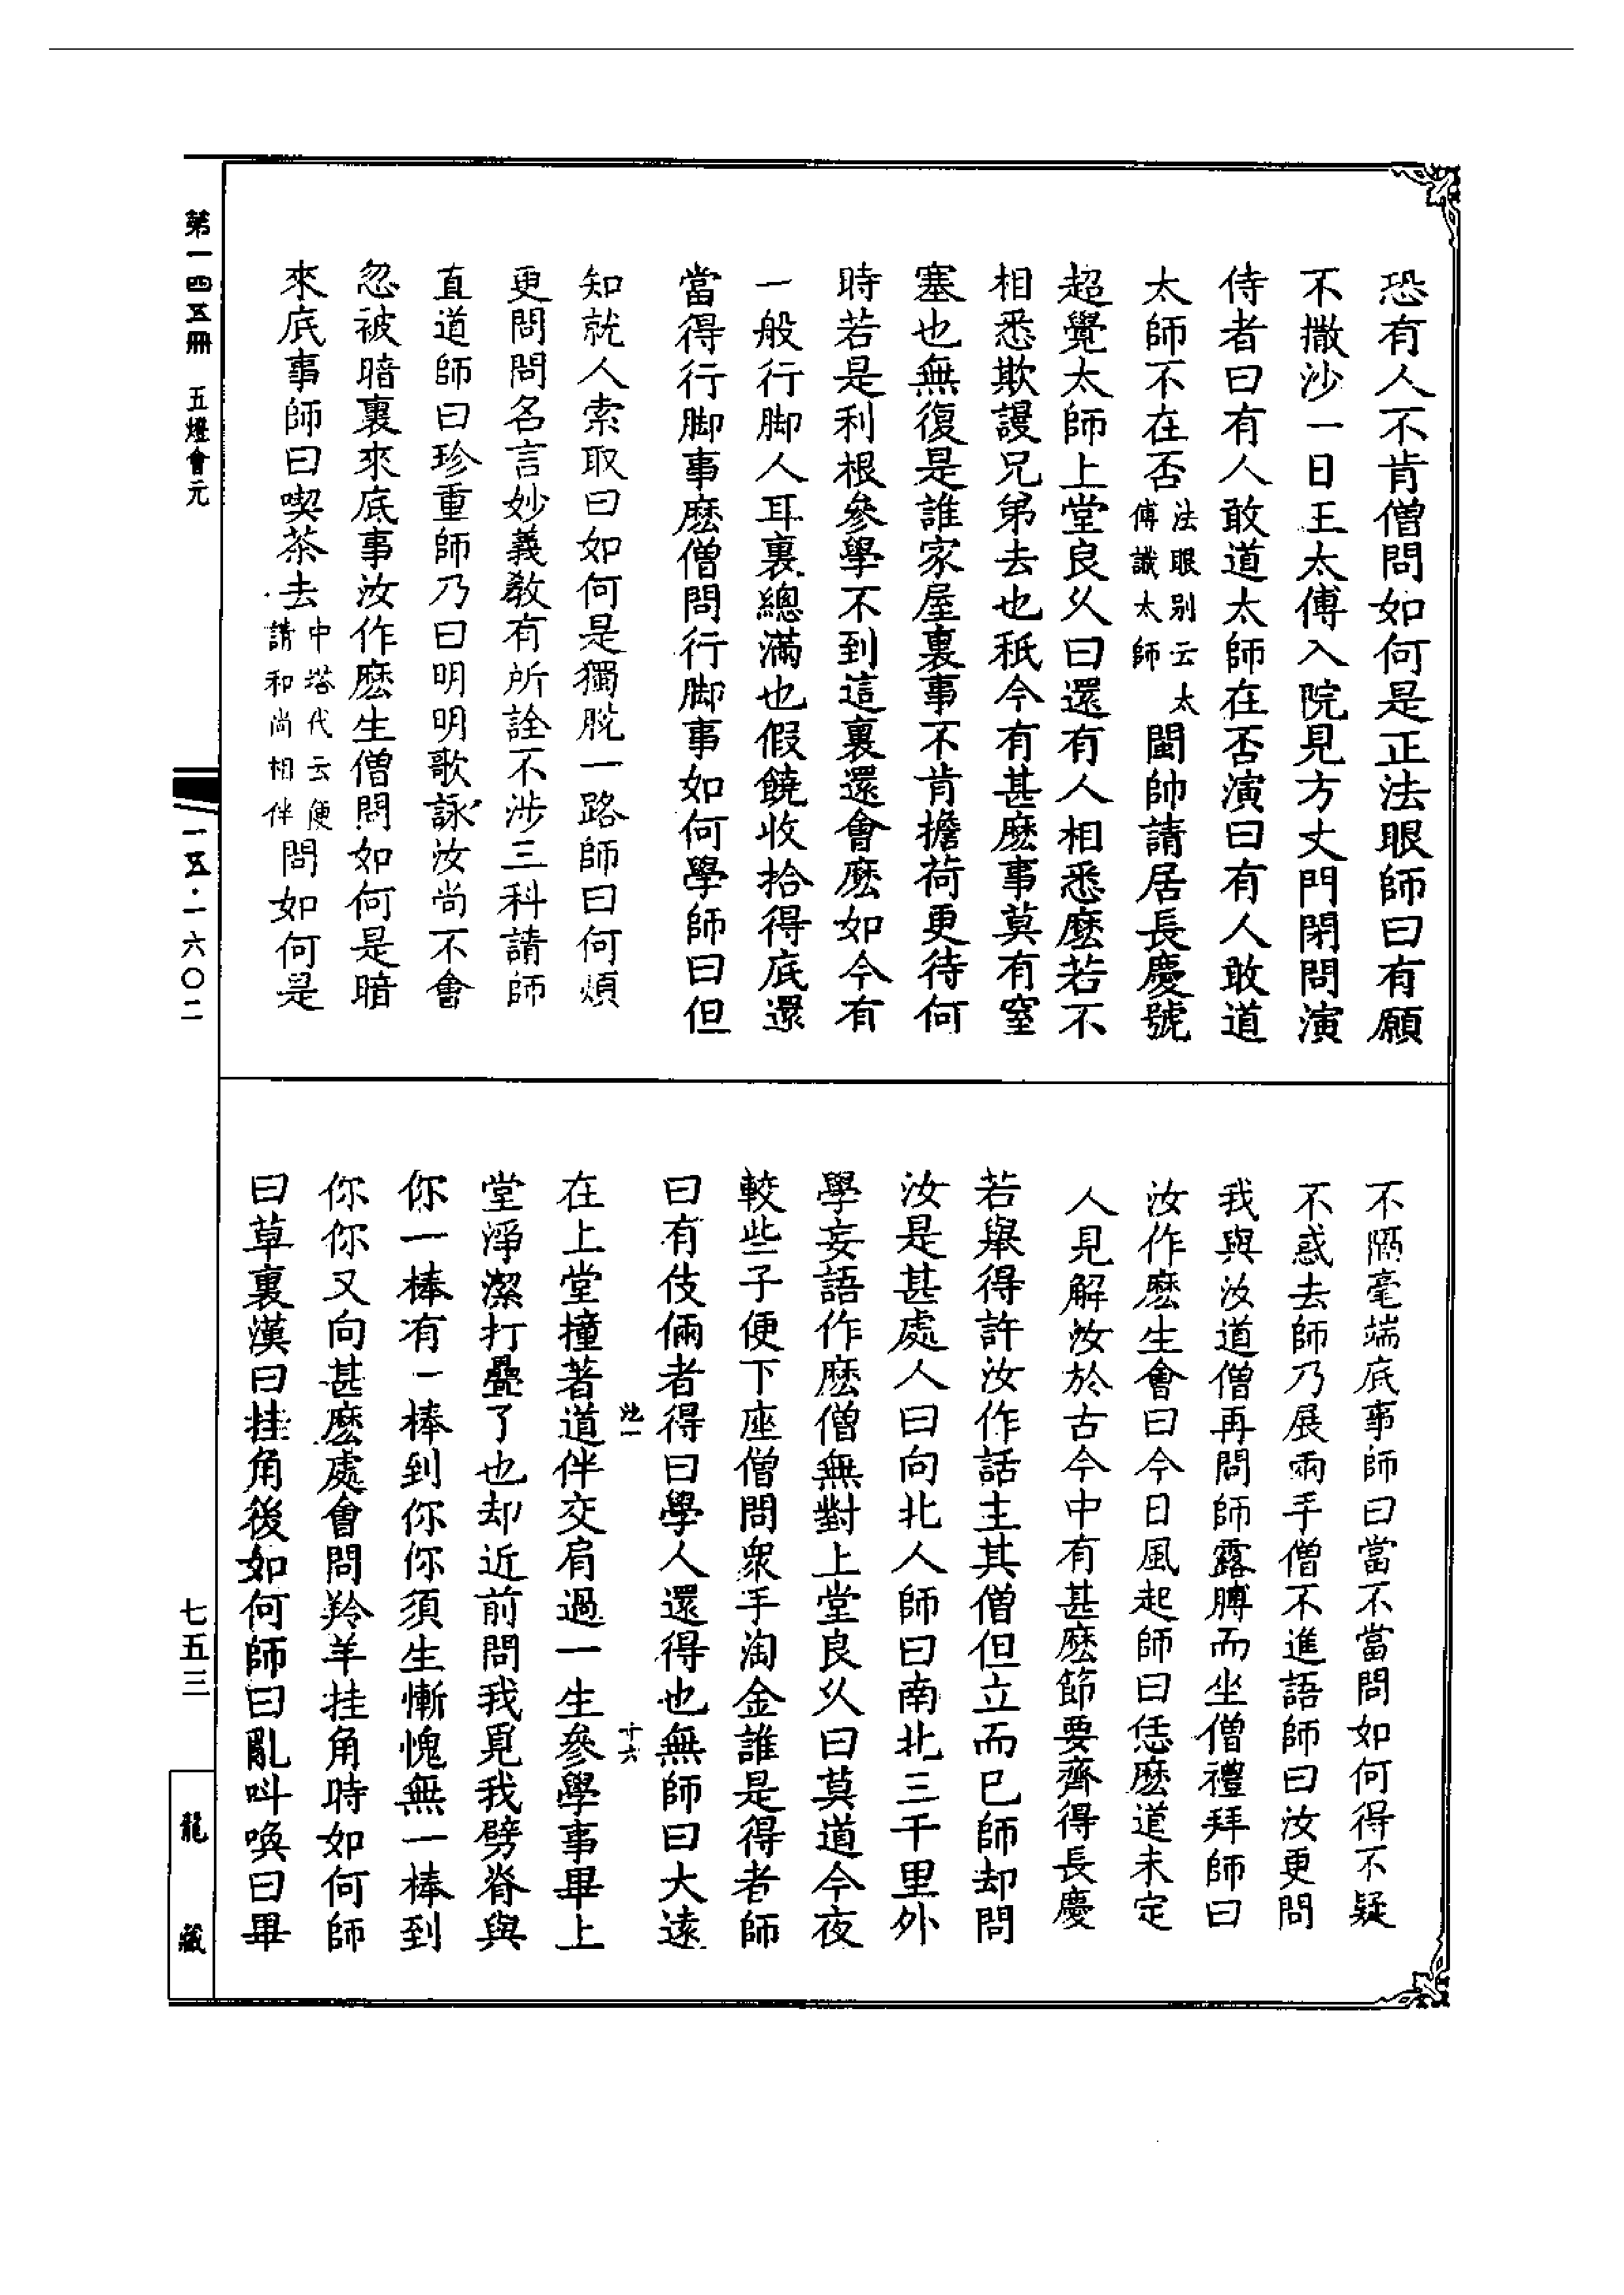 恐有人不肯僧問如何是正法眼師曰有願
不撒沙一日王太傅入院見方丈門閉問演
侍者曰有人敢道太師在否演曰有人敢道
太師不在否法眼別云太傅識太師閩帥請居長慶號
超覺太師上堂良久曰還有人相悉麽若不
相悉欺謾兄弟去也秖今有甚麽事莫有窒
塞也無復是誰家屋裏事不肯擔荷更待何
時若是利根參學不到這裏還會麽如今有
一般行脚人耳裏總滿也假饒收拾得底還
當得行脚事麽僧問行脚事如何學師曰但
知就人索取曰如何是獨脫一路師曰何煩
更問問名言妙義教有所詮不涉三科請師
直道師曰珍重師乃曰明明歌詠汝尚不會
忽被暗裏來底事汝作麽生僧問如何是暗
來底事師曰喫茶去中塔代云便請和尚相伴問如何是
不隔毫端底事師曰當不當問如何得不疑
不惑去師乃展兩手僧不進語師曰汝更問
我與汝道僧再問師露膊而坐僧禮拜師曰
汝作麽生會曰今日風起師曰恁麽道未定
人見解汝於古今中有甚麽節要齊得長慶
若舉得許汝作話主其僧但立而已師却問
汝是甚處人曰向北人師曰南北三千里外
學妄語作麽僧無對上堂良久曰莫道今夜
較些子便下座僧問衆手淘金誰是得者師
曰有伎倆者得曰學人還得也無師曰大遠
在上堂撞著道伴交肩過一生參學事畢上
堂淨潔打疊了也却近前問我覓我劈脊與
你一棒有一棒到你你須生慚愧無一棒到
你你又向甚麽處會問羚羊挂角時如何師
曰草裏漢曰挂角後如何師曰亂叫喚曰畢
十六
第一四五冊 五燈會元
一五·一六〇二
七五三
龍藏